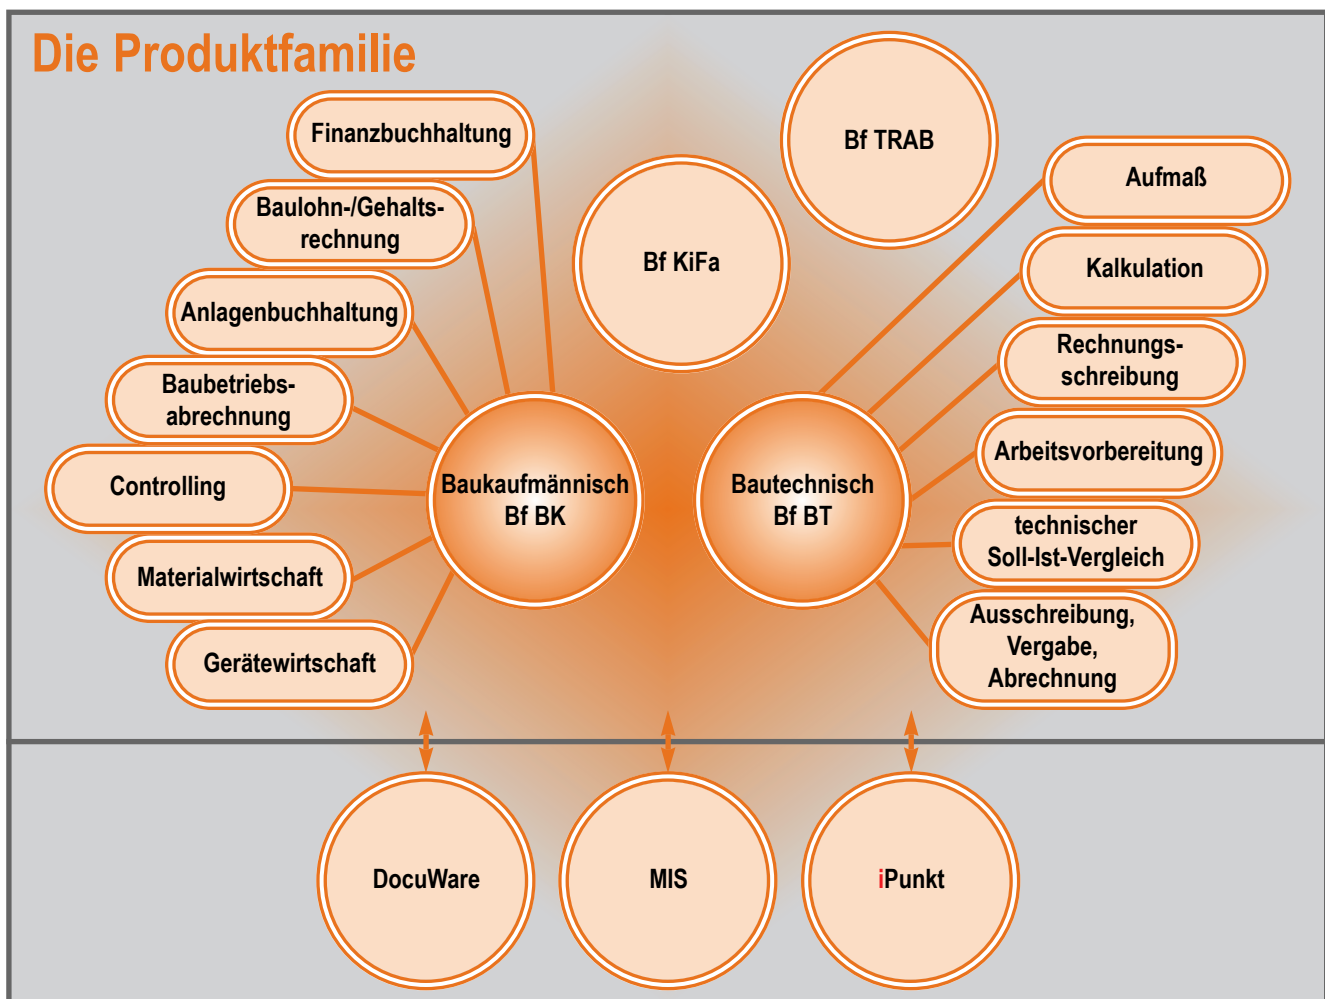 Die Produktfamilie
Finanzbuchhaltung
Baulohn-/Gehalts-
rechnung
Anlagenbuchhaltung
Baubetriebs-
abrechnung
Controlling
Materialwirtschaft
Gerätewirtschaft
Baukaufmännisch
Bf BK
Bf KiFa
Bf TRAB
Bautechnisch
Bf BT
Aufmaß
Kalkulation
Rechnungs-
schreibung
Arbeitsvorbereitung
technischer
Soll-Ist-Vergleich
Ausschreibung,
Vergabe,
Abrechnung
DocuWare
MIS
iPunkt